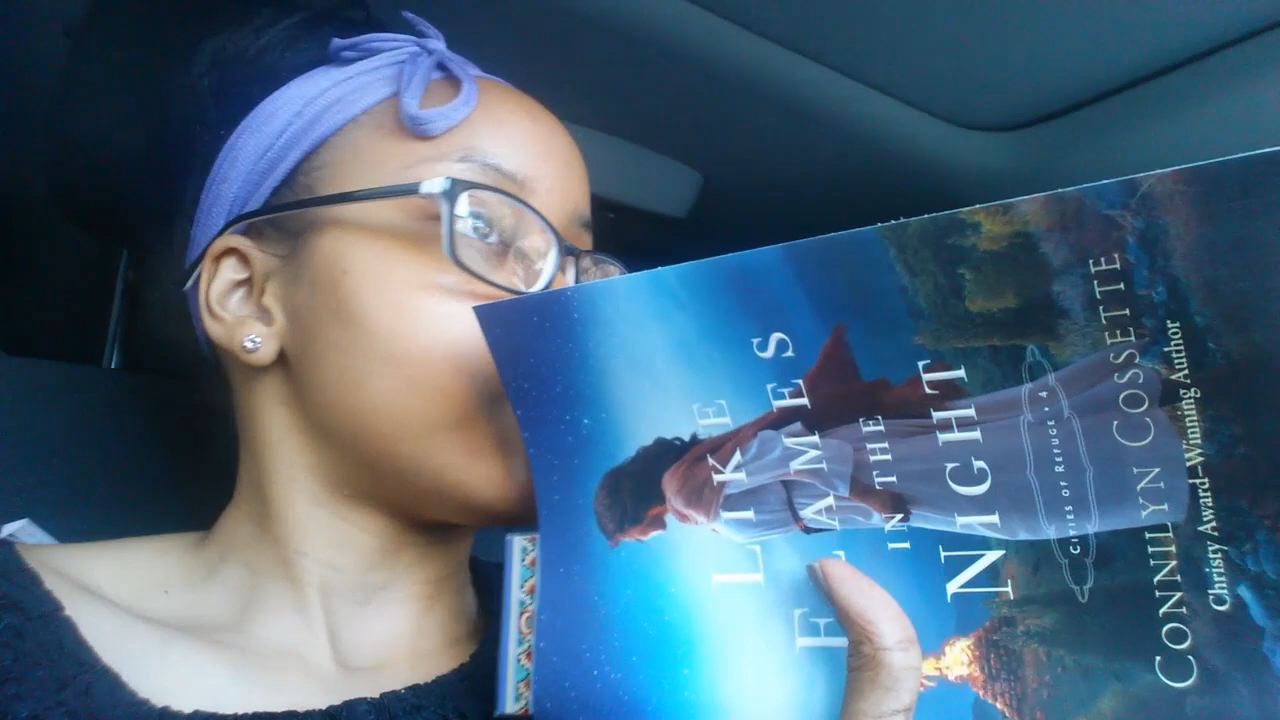 LIKE
FLAMES
IN THE
NIGHT
CITIES OF REFUGE • 4
CONNILYN COSSETTE
Christy Award–Winning Author